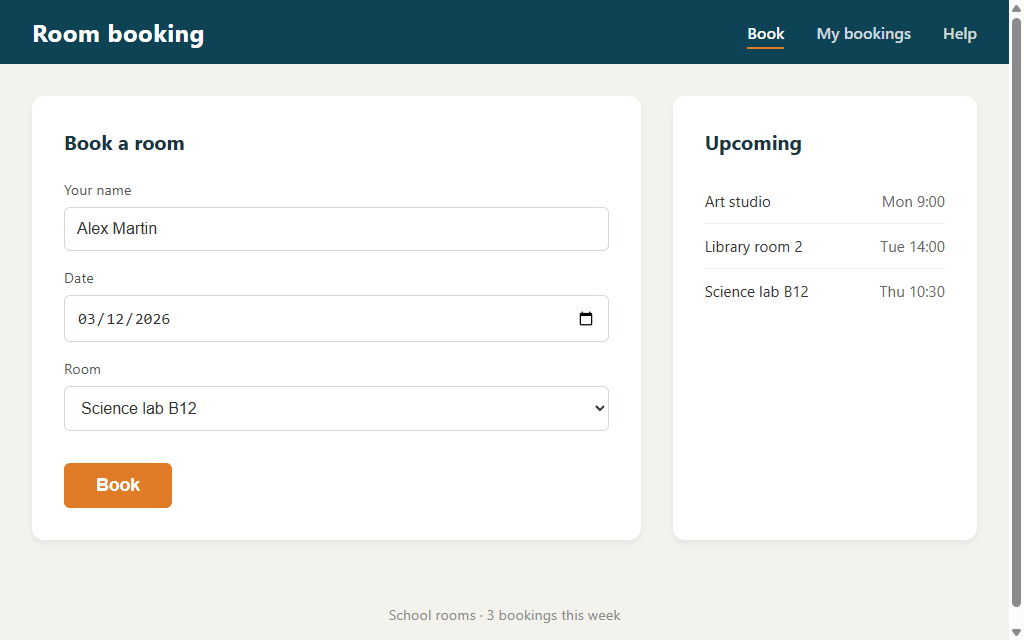 Room booking
Book My bookings Help
Book a room
Your name
Alex Martin
Date
03/12/2026
Room
Science lab B12
Book
Upcoming
Art studio Mon 9:00
Library room 2 Tue 14:00
Science lab B12 Thu 10:30
School rooms · 3 bookings this week